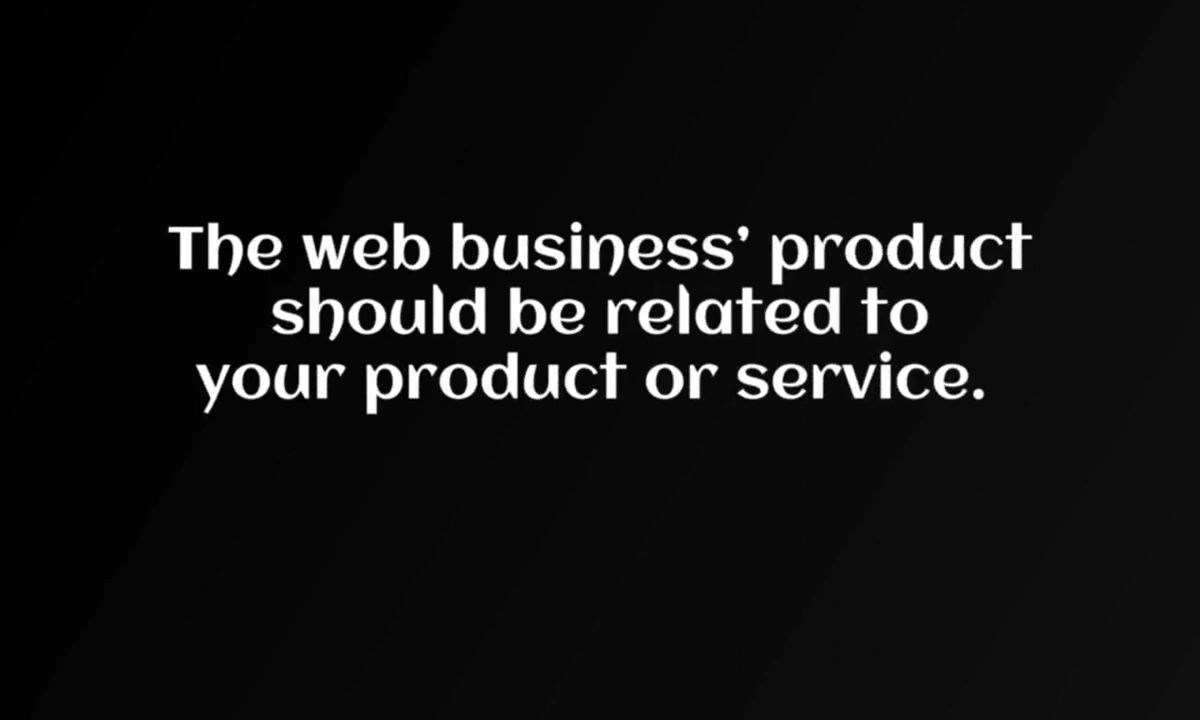 The web business’ product
should be related to
your product or service.